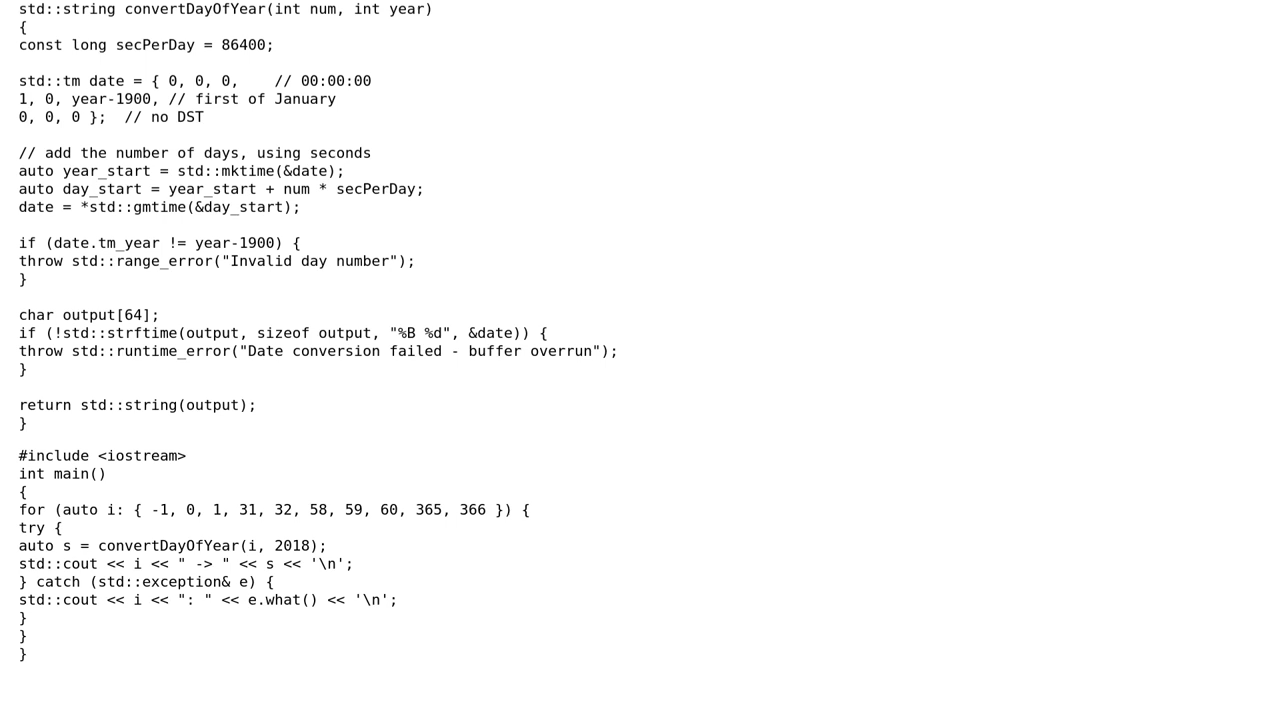 std::string convertDayOfYear(int num, int year)
{
const long secPerDay = 86400;
std::tm date = { 0, 0, 0,    // 00:00:00
1, 0, year-1900, // first of January
0, 0, 0 };  // no DST
// add the number of days, using seconds
auto year_start = std::mktime(&date);
auto day_start = year_start + num * secPerDay;
date = *std::gmtime(&day_start);
if (date.tm_year != year-1900) {
throw std::range_error("Invalid day number");
}
char output[64];
if (!std::strftime(output, sizeof output, "%B %d", &date)) {
throw std::runtime_error("Date conversion failed - buffer overrun");
}
return std::string(output);
}
#include <iostream>
int main()
{
for (auto i: { -1, 0, 1, 31, 32, 58, 59, 60, 365, 366 }) {
try {
auto s = convertDayOfYear(i, 2018);
std::cout << i << " -> " << s << '\n';
} catch (std::exception& e) {
std::cout << i << ": " << e.what() << '\n';
}
}
}